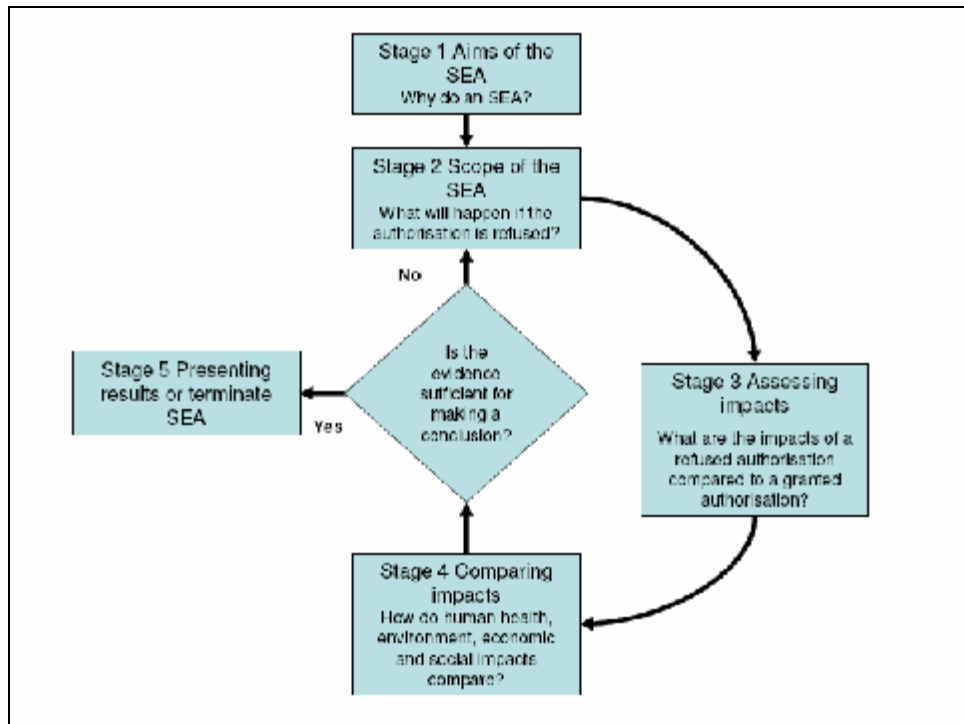 Stage 1 Aims of the
SEA
Why do an SEA?
Stage 2 Scope of the
SEA
What will happen if the
authorisation is refused?
No
Is the
evidence
sufficient for
making a
conclusion?
Stage 5 Presenting
results or terminate
SEA
Yes
Stage 3 Assessing
impacts
What are the impacts of a
refused authorisation
compared to a granted
authorisation?
Stage 4 Comparing
impacts
How do human health,
environment, economic
and social impacts
compare?